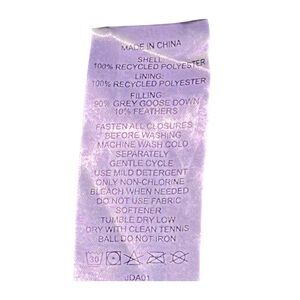 MADE IN CHINA
SHELL:
100% RECYCLED POLYESTER
LINING:
100% RECYCLED POLYESTER
FILLING:
90% GREY GOOSE DOWN
10% FEATHERS
FASTEN ALL CLOSURES
BEFORE WASHING
MACHINE WASH COLD
SEPARATELY
GENTLE CYCLE
USE MILD DETERGENT
ONLY NON-CHLORINE
BLEACH WHEN NEEDED
DO NOT USE FABRIC
SOFTENER
TUMBLE DRY LOW
DRY WITH CLEAN TENNIS
BALL DO NOT IRON
30
JDA01